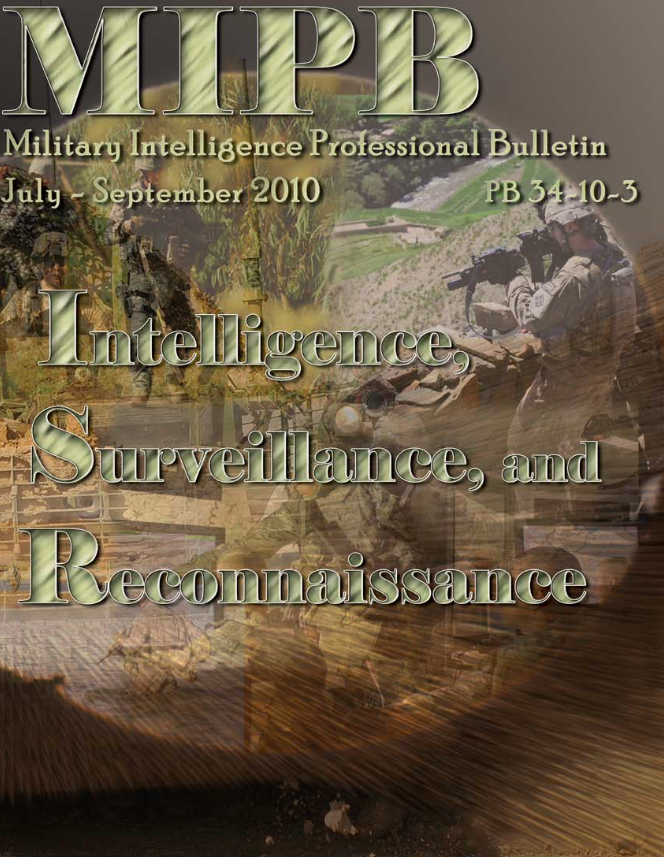 MIPB
Military Intelligence Professional Bulletin
July - September 2010 PB 34-10-3
Intelligence,
Surveillance, and
Reconnaissance